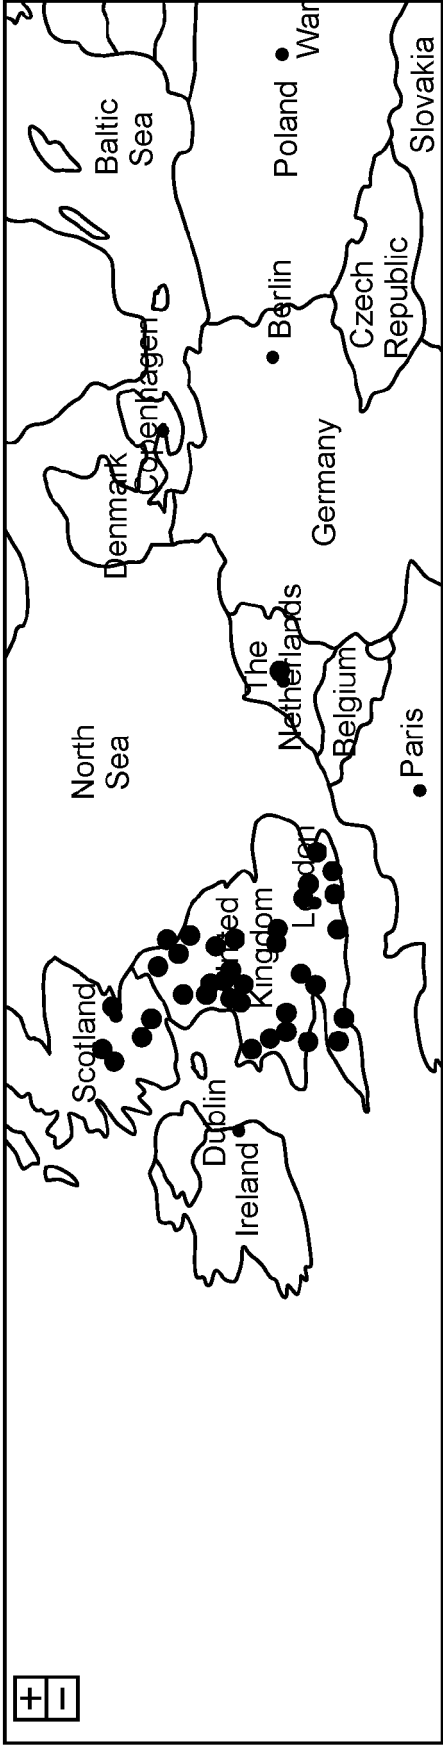 +
−
Scotland
Dublin
Ireland
United
Kingdom
London
North
Sea
The
Netherlands
Belgium
Paris
Denmark
Copenhagen
Germany
Berlin
Baltic
Sea
Poland
War
Czech
Republic
Slovakia